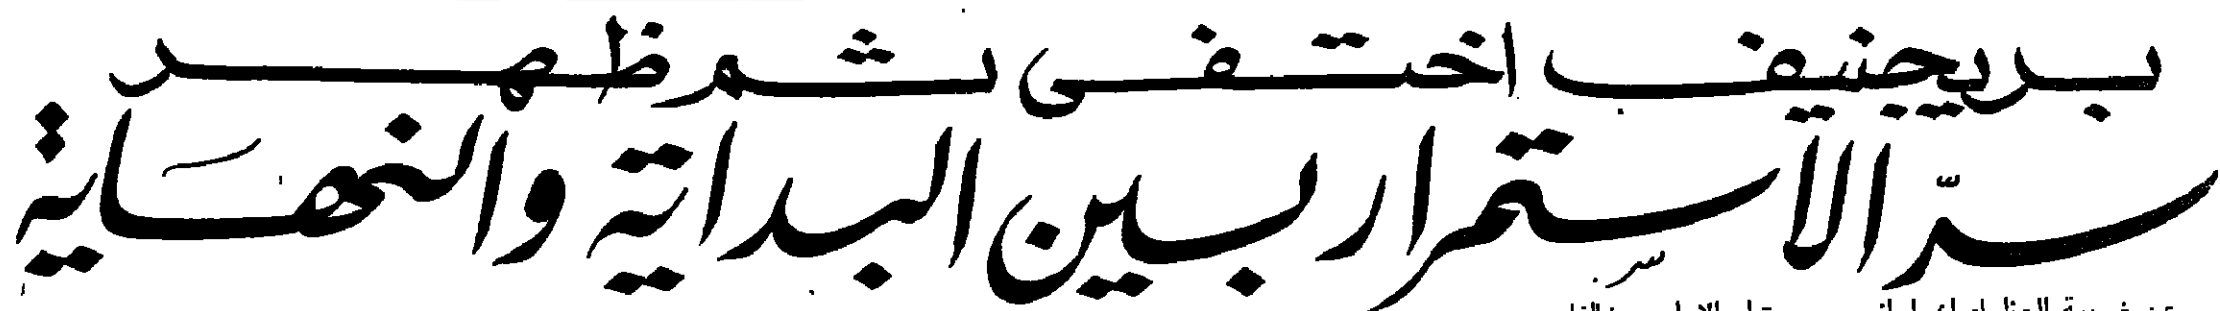 بريجنيف اختفى ثم ظهر
سرّ الاستمرار بين البداية والنهاية